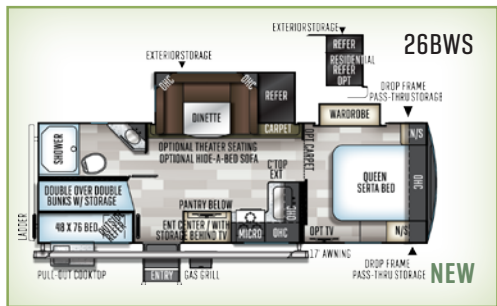 EXTERIOR STORAGE
26BWS
REFER
RESIDENTIAL
REFER
OPT
EXTERIOR STORAGE
DROP FRAME
PASS-THRU STORAGE
OHC
OHC
REFER
DINETTE
CARPET
WARDROBE
SHOWER
OPTIONAL THEATER SEATING
OPTIONAL HIDE-A-BED SOFA
OPT CARPET
N/S
C'TOP
EXT
QUEEN
SERTA BED
OHC
DOUBLE OVER DOUBLE
BUNKS W/ STORAGE
PANTRY BELOW
OHC
LADDER
48 X 76 BED
ENT CENTER / WITH
STORAGE BEHIND TV
MICRO
OHC
OPT TV
N/S
17' AWNING
PULL-OUT COOKTOP
ENTRY
GAS GRILL
DROP FRAME
PASS-THRU STORAGE
NEW